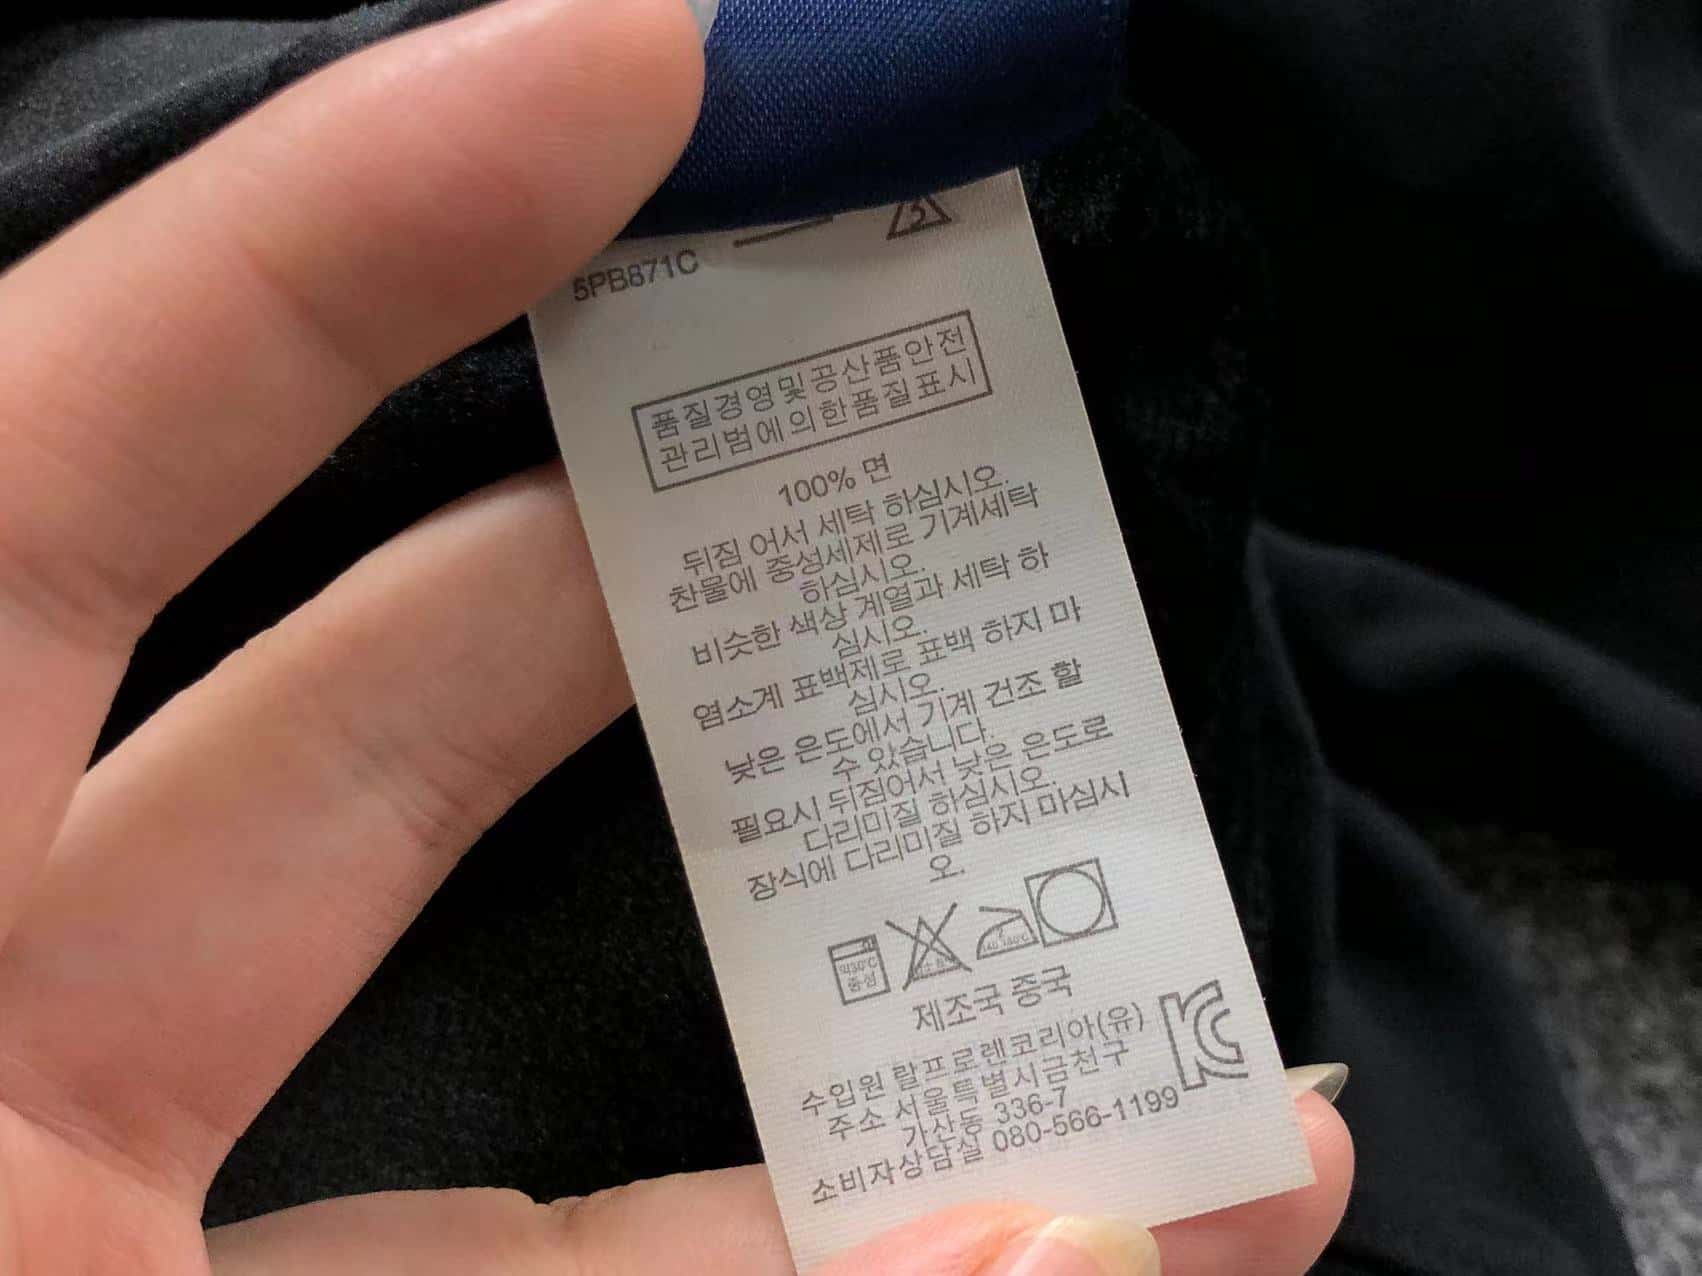 5PB871C
품질경영및공산품안전
관리법에의한품질표시
100% 면
뒤짐 어서 세탁 하십시오.
찬물에 중성세제로 기계세탁
하십시오.
비슷한 색상 계열과 세탁 하
십시오.
염소계 표백제로 표백 하지 마
십시오.
낮은 온도에서 기계 건조 할
수 있습니다.
필요시 뒤짐어서 낮은 온도로
다리미질 하십시오.
장식에 다리미질 하지 마십시
오.
약30°C
중성
제조국 중국
수입원 랄프로렌코리아(유)
주소 서울특별시금천구
가산동 336-7
소비자상담실 080-566-1199